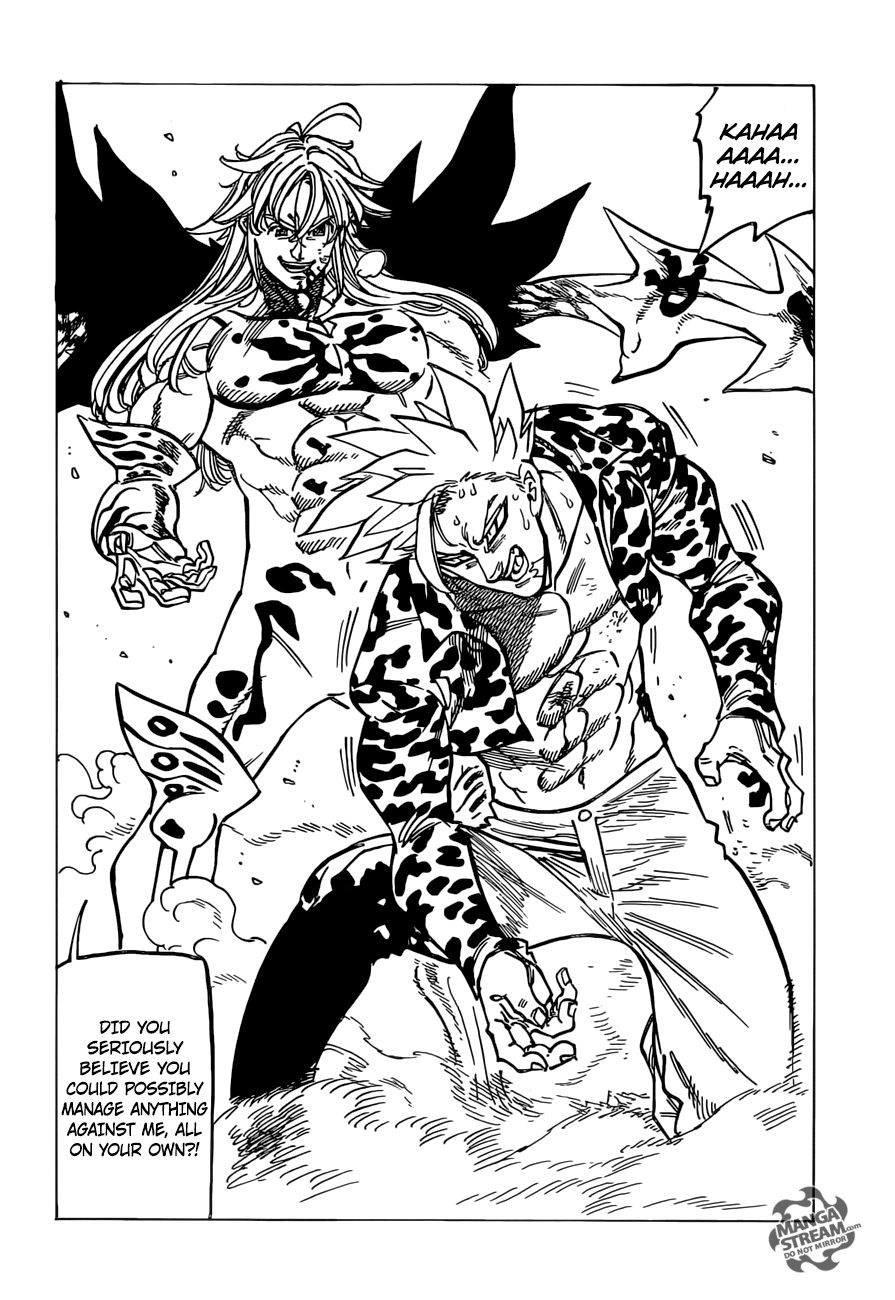 KAHAA
AAAA...
HAAAH...
DID YOU
SERIOUSLY
BELIEVE YOU
COULD POSSIBLY
MANAGE ANYTHING
AGAINST ME, ALL
ON YOUR OWN?!
MANGA
STREAM.com
DO NOT MIRROR